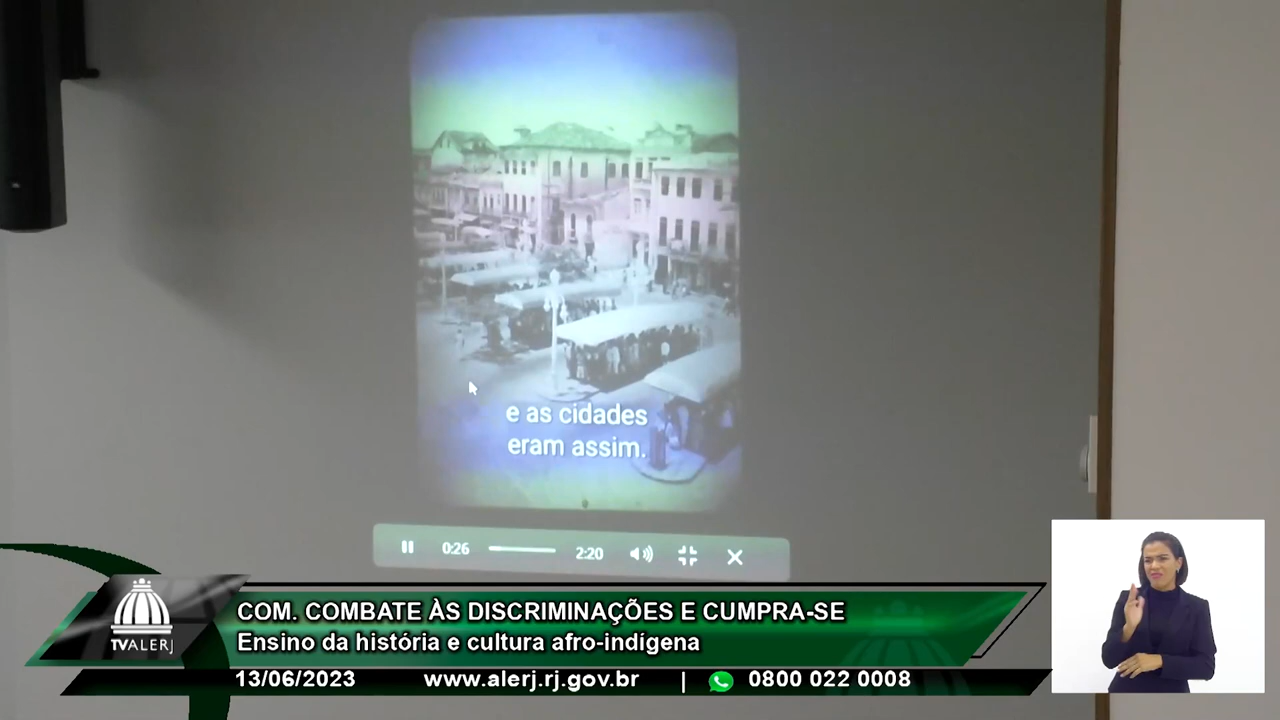 e as cidades
eram assim.
0:26
2:20
COM. COMBATE ÀS DISCRIMINAÇÕES E CUMPRA-SE
Ensino da história e cultura afro-indígena
TVALERJ
13/06/2023 www.alerj.rj.gov.br | 0800 022 0008